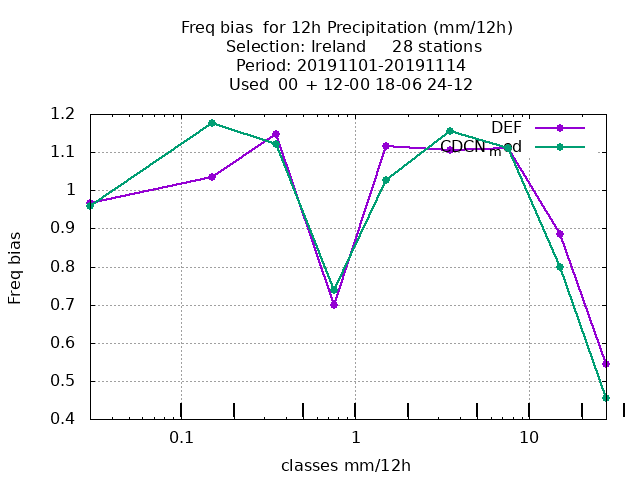 Freq bias  for 12h Precipitation (mm/12h)
Selection: Ireland     28 stations
Period: 20191101-20191114
Used  00 + 12-00 18-06 24-12
1.2
1.1
1
0.9
0.8
0.7
0.6
0.5
0.4
Freq bias
DEF
CDCN_med
0.1
1
10
classes mm/12h